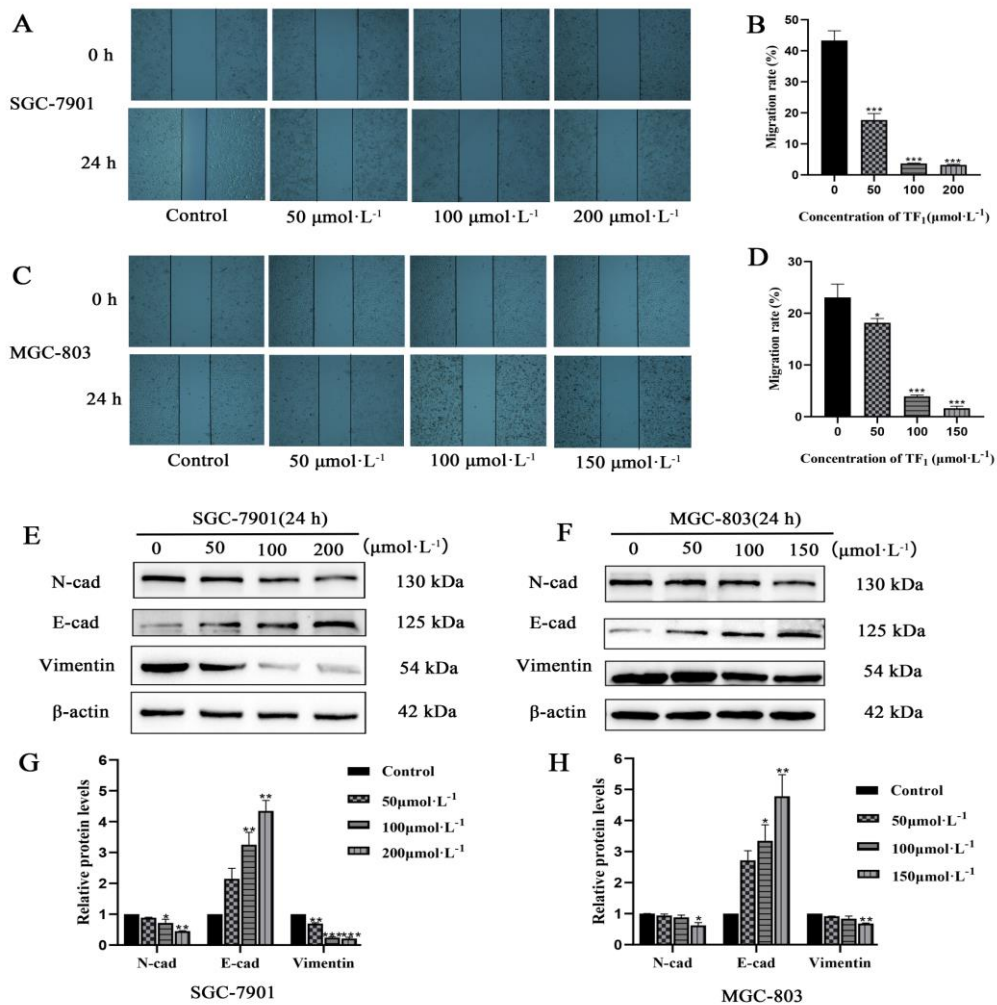 A
0 h
SGC-7901
24 h
Control 50 μmol·L⁻¹ 100 μmol·L⁻¹ 200 μmol·L⁻¹
B
Migration rate (%)
50
40
30
20
10
0
*** *** ***
0 50 100 200
Concentration of TF₁(μmol·L⁻¹)
C
0 h
MGC-803
24 h
Control 50 μmol·L⁻¹ 100 μmol·L⁻¹ 150 μmol·L⁻¹
D
Migration rate (%)
30
20
10
0
* *** ***
0 50 100 150
Concentration of TF₁ (μmol·L⁻¹)
E
SGC-7901(24 h)
0 50 100 200 (μmol·L⁻¹)
N-cad 130 kDa
E-cad 125 kDa
Vimentin 54 kDa
β-actin 42 kDa
F
MGC-803(24 h)
0 50 100 150 (μmol·L⁻¹)
N-cad 130 kDa
E-cad 125 kDa
Vimentin 54 kDa
β-actin 42 kDa
G
Relative protein levels
6
5
4
3
2
1
0
* ** ** ** ** *** ***
N-cad E-cad Vimentin
SGC-7901
Control
50μmol·L⁻¹
100μmol·L⁻¹
200μmol·L⁻¹
H
Relative protein levels
6
5
4
3
2
1
0
* * ** **
N-cad E-cad Vimentin
MGC-803
Control
50μmol·L⁻¹
100μmol·L⁻¹
150μmol·L⁻¹